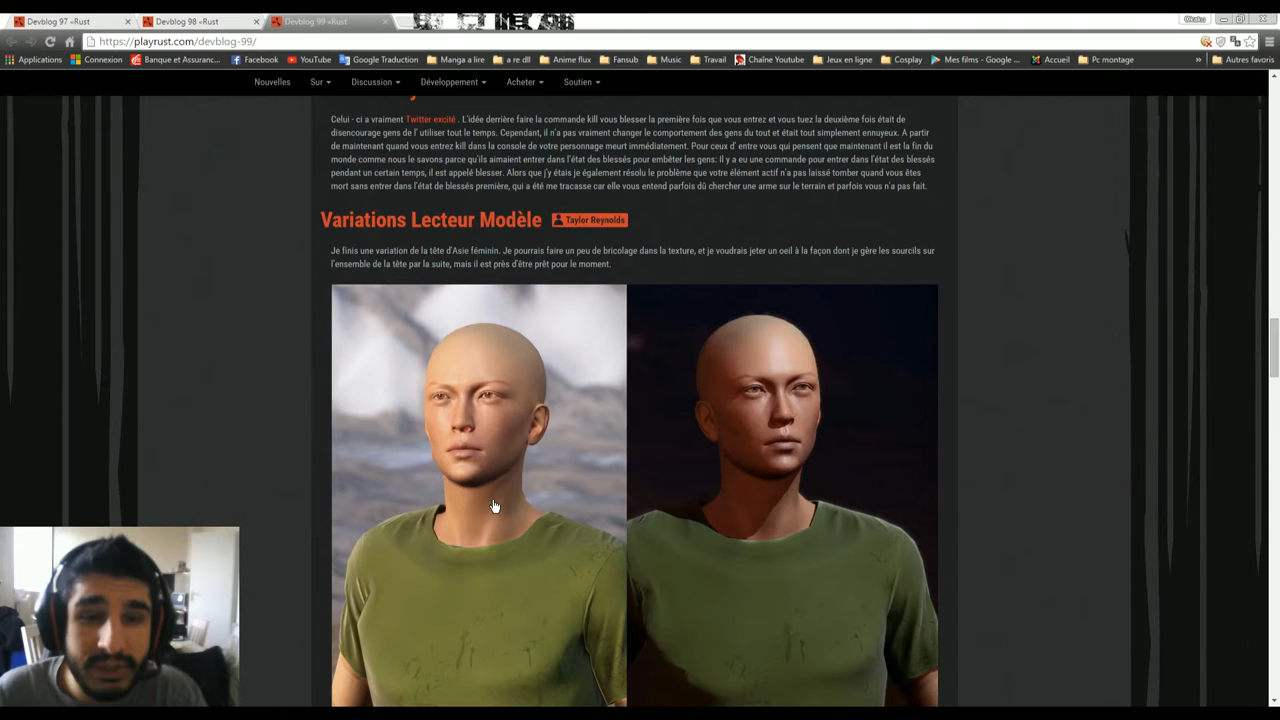 Devblog 97 «Rust
Devblog 98 «Rust
Devblog 99 «Rust
Otaku
https://playrust.com/devblog-99/
Applications
Connexion
Banque et Assuranc...
Facebook
YouTube
Google Traduction
Manga a lire
a re dl
Anime flux
Fansub
Music
Travail
Chaîne Youtube
Jeux en ligne
Cosplay
Mes films - Google ...
Accueil
Pc montage
»
Autres favoris
Nouvelles
Sur
Discussion
Développement
Acheter
Soutien
Celui - ci a vraiment Twitter excité . L'idée derrière faire la commande kill vous blesser la première fois que vous entrez et vous tuez la deuxième fois était de
disencourage gens de l' utiliser tout le temps. Cependant, il n'a pas vraiment changer le comportement des gens du tout et était tout simplement ennuyeux. A partir
de maintenant quand vous entrez kill dans la console de votre personnage meurt immédiatement. Pour ceux d' entre vous qui pensent que maintenant il est la fin du
monde comme nous le savons parce qu'ils aimaient entrer dans l'état des blessés pour embêter les gens: Il y a eu une commande pour entrer dans l'état des blessés
pendant un certain temps, il est appelé blesser. Alors que j'y étais je également résolu le problème que votre élément actif n'a pas laissé tomber quand vous êtes
mort sans entrer dans l'état de blessés première, qui a été me tracasse car elle vous entend parfois dû chercher une arme sur le terrain et parfois vous n'a pas fait.
Variations Lecteur Modèle
Taylor Reynolds
Je finis une variation de la tête d'Asie féminin. Je pourrais faire un peu de bricolage dans la texture, et je voudrais jeter un oeil à la façon dont je gère les sourcils sur
l'ensemble de la tête par la suite, mais il est près d'être prêt pour le moment.